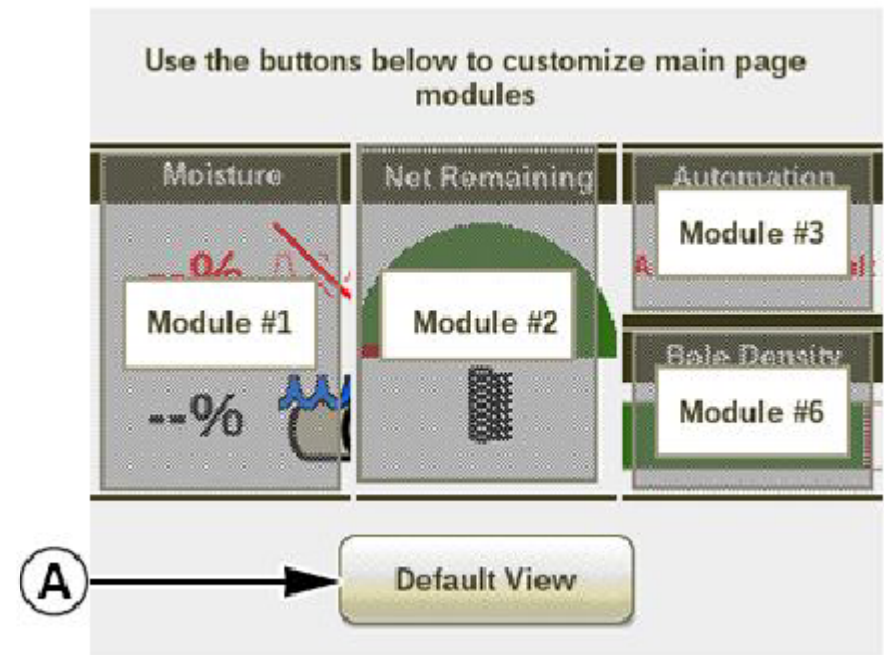 Use the buttons below to customize main page
modules
Moisture
Net Remaining
Automation
--%
Module #1
Module #2
Module #3
Bale Density
--%
Module #6
A
Default View